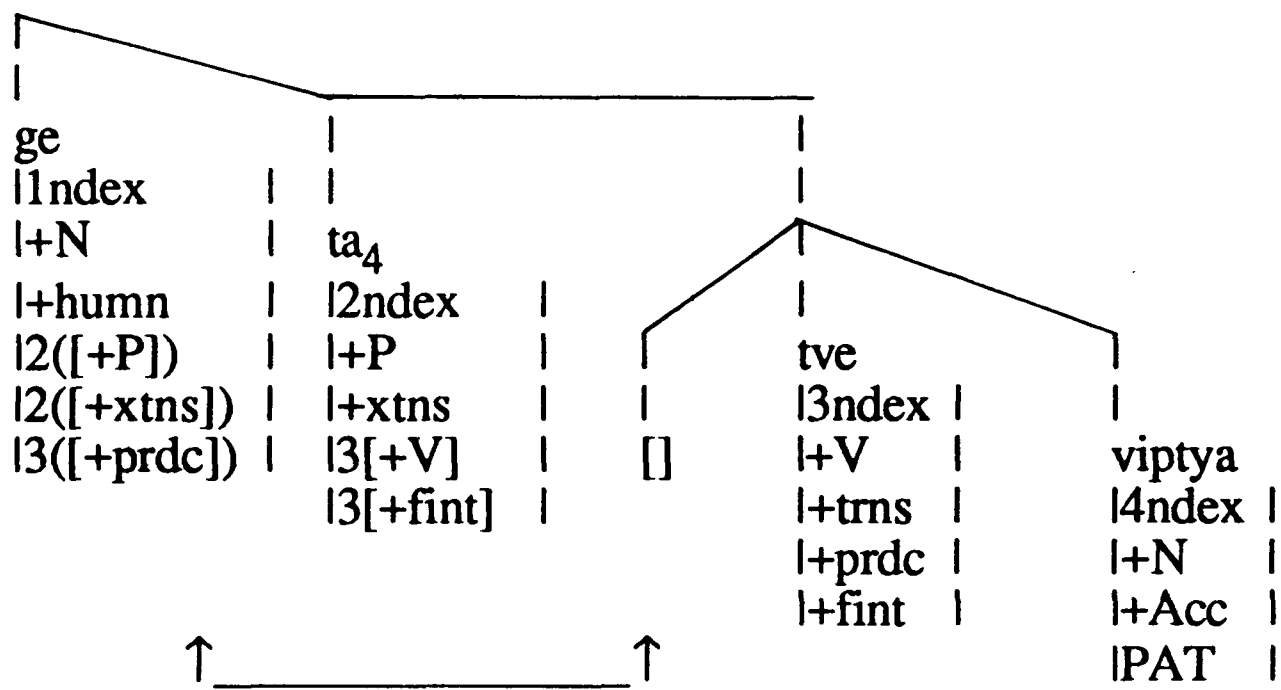 ge
|1ndex |
|+N |
|+humn |
|2([+P]) |
|2([+xtns]) |
|3([+prdc]) |
ta₄
|2ndex |
|+P |
|+xtns |
|3[+V] |
|3[+fint] |
[]
tve
|3ndex |
|+V |
|+trns |
|+prdc |
|+fint |
viptya
|4ndex |
|+N |
|+Acc |
|PAT |